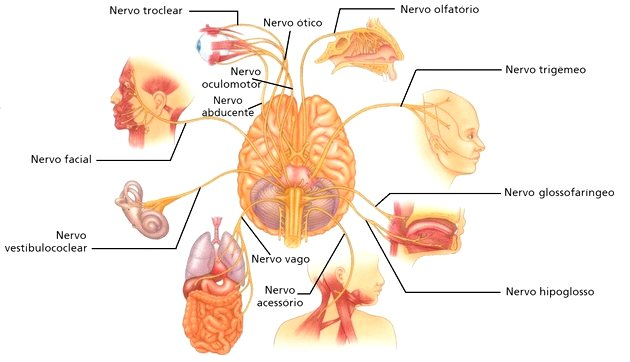 Nervo troclear
Nervo ótico
Nervo olfatorio
Nervo
oculomotor
Nervo
abducente
Nervo trigemeo
Nervo facial
Nervo glossofaringeo
Nervo
vestibulococlear
Nervo vago
Nervo
acessório
Nervo hipoglosso